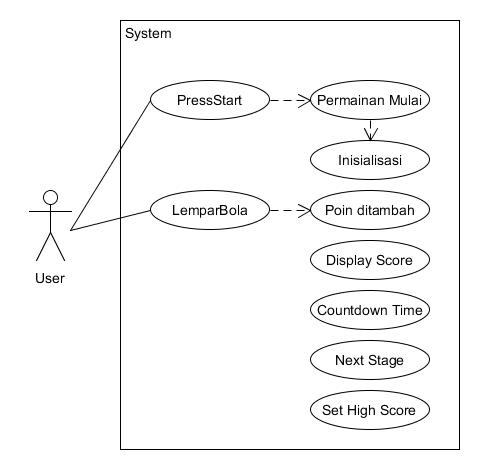 System
PressStart
Permainan Mulai
Inisialisasi
LemparBola
Poin ditambah
User
Display Score
Countdown Time
Next Stage
Set High Score